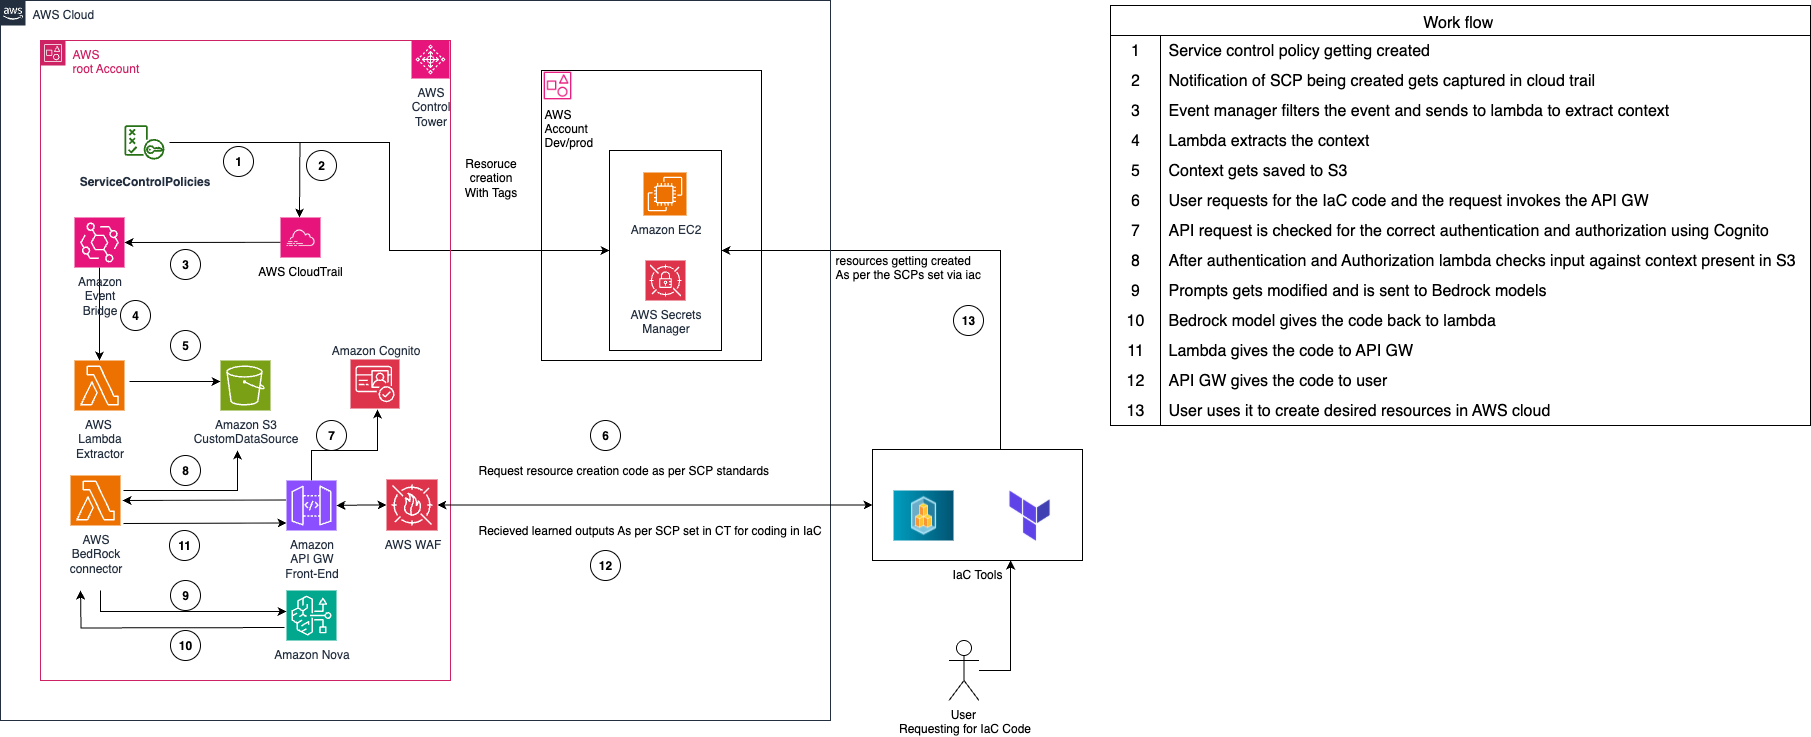 aws
AWS Cloud
AWS
root Account
AWS
Control
Tower
ServiceControlPolicies
1
2
Resoruce
creation
With Tags
AWS
Account
Dev/prod
Amazon EC2
AWS Secrets
Manager
resources getting created
As per the SCPs set via iac
13
AWS CloudTrail
3
Amazon
Event
Bridge
4
5
AWS
Lambda
Extractor
Amazon S3
CustomDataSource
Amazon Cognito
7
8
6
Request resource creation code as per SCP standards
Recieved learned outputs As per SCP set in CT for coding in IaC
12
AWS
BedRock
connector
11
Amazon
API GW
Front-End
AWS WAF
9
10
Amazon Nova
IaC Tools
User
Requesting for IaC Code
Work flow
1 Service control policy getting created
2 Notification of SCP being created gets captured in cloud trail
3 Event manager filters the event and sends to lambda to extract context
4 Lambda extracts the context
5 Context gets saved to S3
6 User requests for the IaC code and the request invokes the API GW
7 API request is checked for the correct authentication and authorization using Cognito
8 After authentication and Authorization lambda checks input against context present in S3
9 Prompts gets modified and is sent to Bedrock models
10 Bedrock model gives the code back to lambda
11 Lambda gives the code to API GW
12 API GW gives the code to user
13 User uses it to create desired resources in AWS cloud